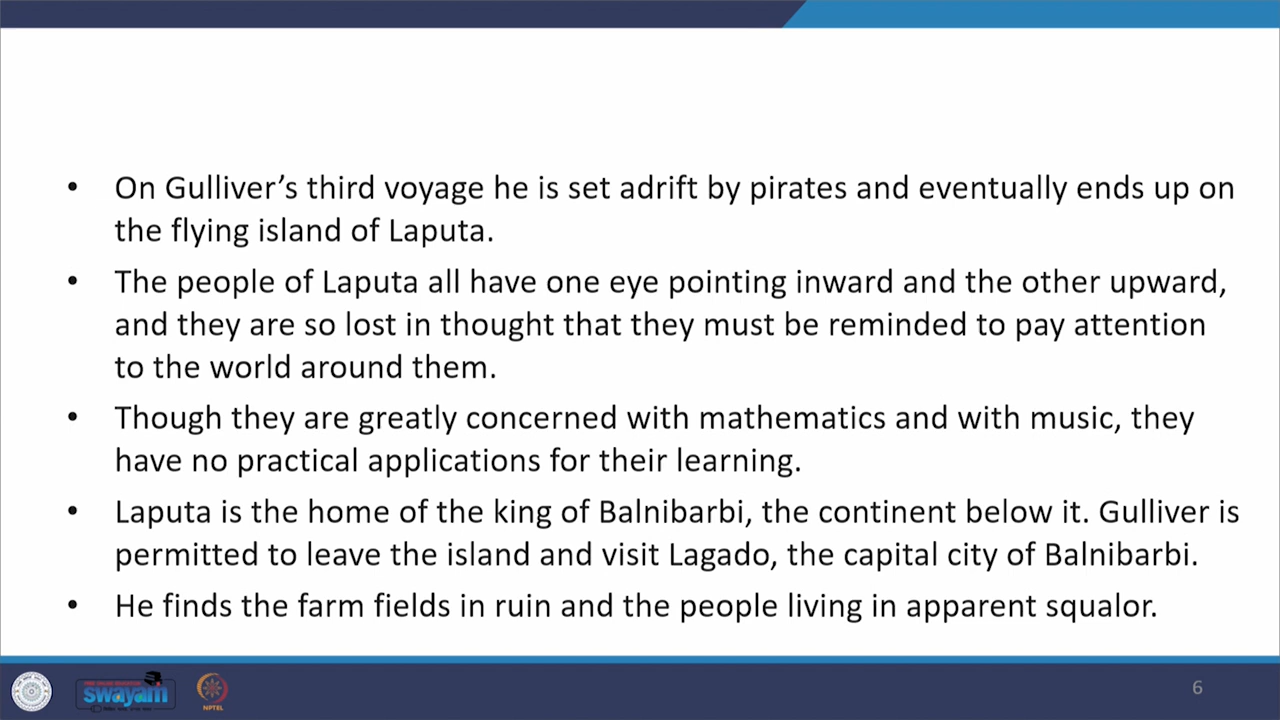 • On Gulliver’s third voyage he is set adrift by pirates and eventually ends up on
the flying island of Laputa.
• The people of Laputa all have one eye pointing inward and the other upward,
and they are so lost in thought that they must be reminded to pay attention
to the world around them.
• Though they are greatly concerned with mathematics and with music, they
have no practical applications for their learning.
• Laputa is the home of the king of Balnibarbi, the continent below it. Gulliver is
permitted to leave the island and visit Lagado, the capital city of Balnibarbi.
• He finds the farm fields in ruin and the people living in apparent squalor.
swayam
NPTEL
6